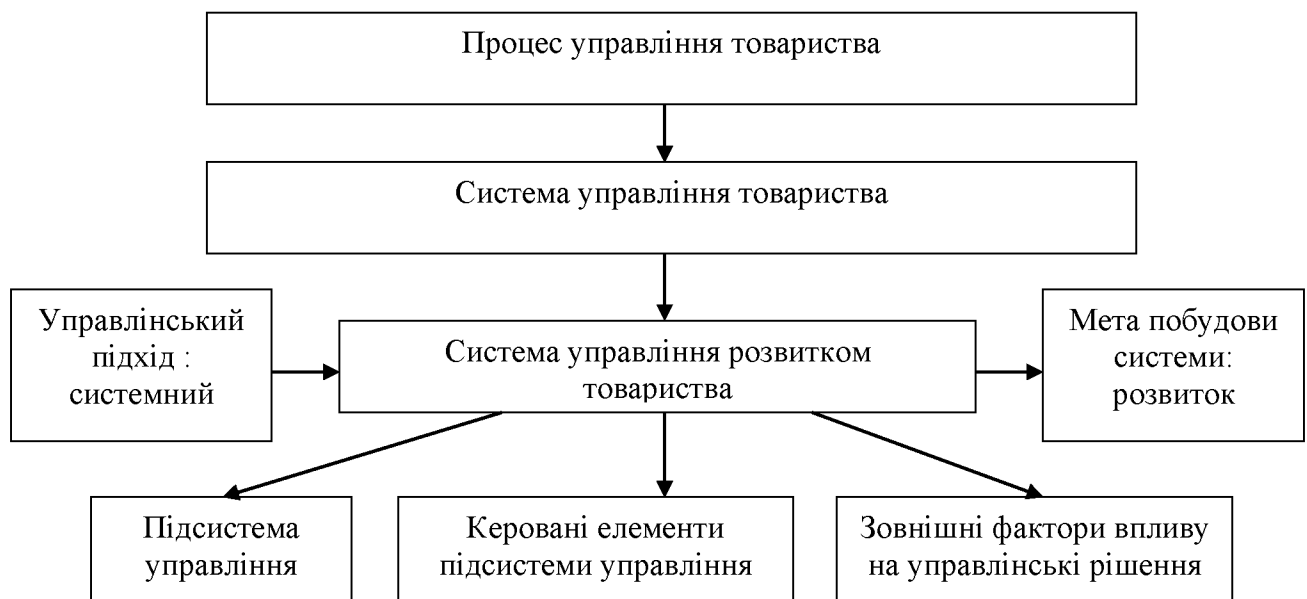 Процес управління товариства
Система управління товариства
Управлінський
підхід :
системний
Система управління розвитком
товариства
Мета побудови
системи:
розвиток
Підсистема
управління
Керовані елементи
підсистеми управління
Зовнішні фактори впливу
на управлінські рішення